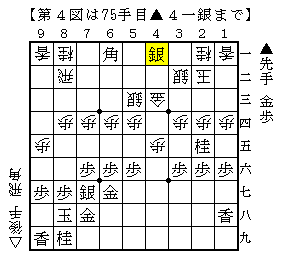 【第４図は75手目▲４一銀まで】
９ ８ ７ ６ ５ ４ ３ ２ １
香 桂 角 銀 桂 香 一
飛 銀 玉 二
銀 金 三
歩 歩 歩 歩 歩 歩 歩 四
歩 歩 桂 五
歩 歩 歩 歩 歩 歩 六
歩 歩 銀 金 七
玉 金 香 八
香 桂 九
▲先手 金歩
△後手 飛角